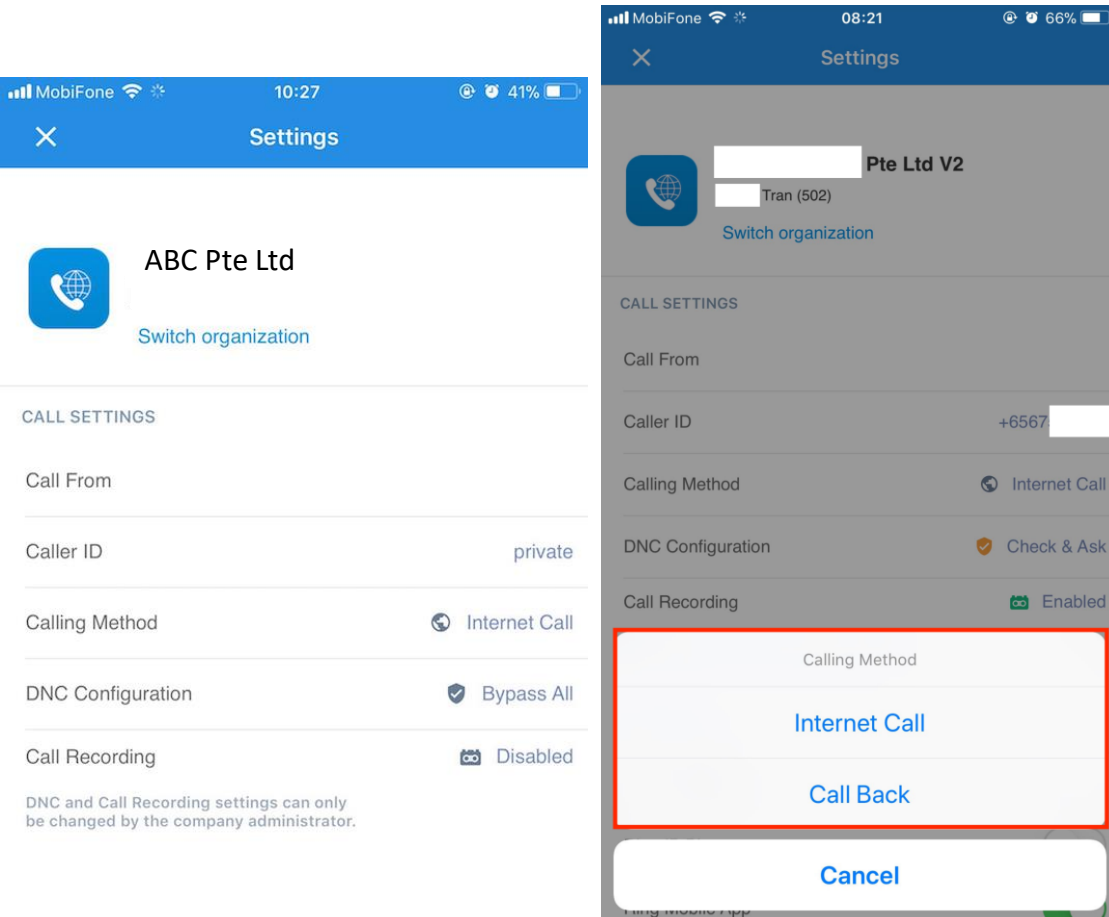 MobiFone
10:27
41%
Settings
ABC Pte Ltd
Switch organization
CALL SETTINGS
Call From
Caller ID
private
Calling Method
Internet Call
DNC Configuration
Bypass All
Call Recording
Disabled
DNC and Call Recording settings can only
be changed by the company administrator.
MobiFone
08:21
66%
Settings
Pte Ltd V2
Tran (502)
Switch organization
CALL SETTINGS
Call From
Caller ID
+6567
Calling Method
Internet Call
DNC Configuration
Check & Ask
Call Recording
Enabled
Calling Method
Internet Call
Call Back
Cancel
Ring Mobile App